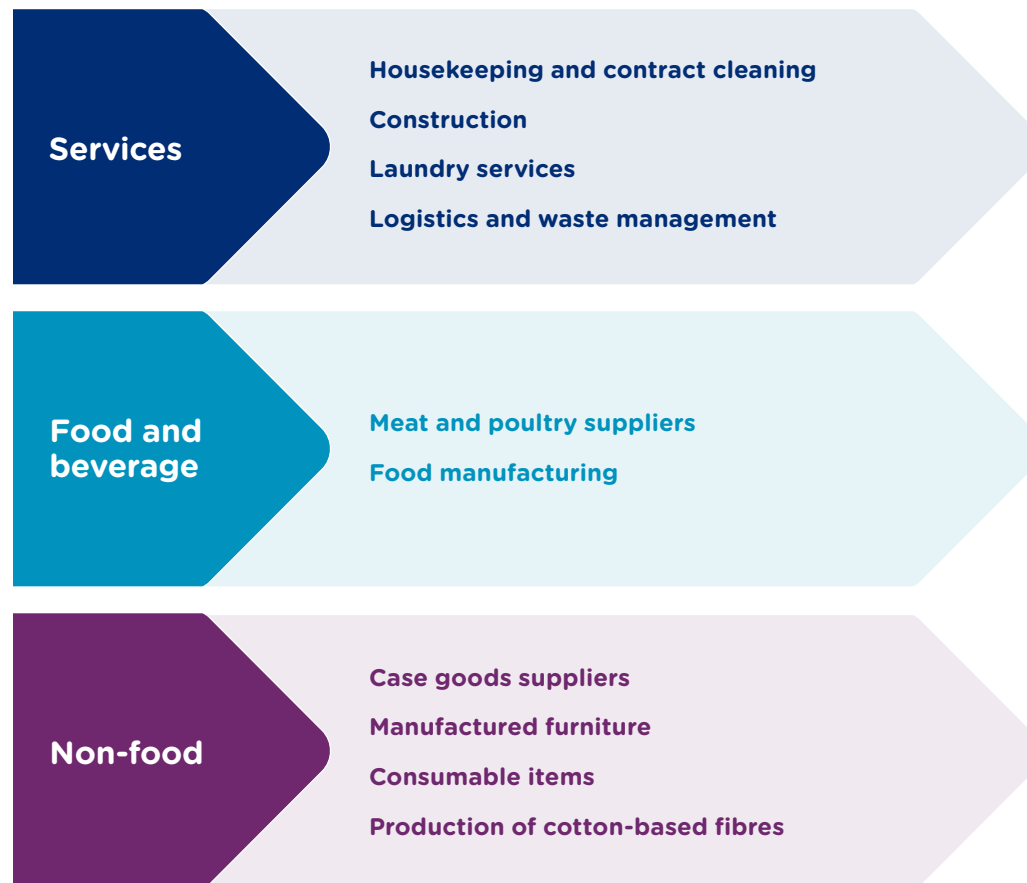 Services
Housekeeping and contract cleaning
Construction
Laundry services
Logistics and waste management
Food and
beverage
Meat and poultry suppliers
Food manufacturing
Non-food
Case goods suppliers
Manufactured furniture
Consumable items
Production of cotton-based fibres